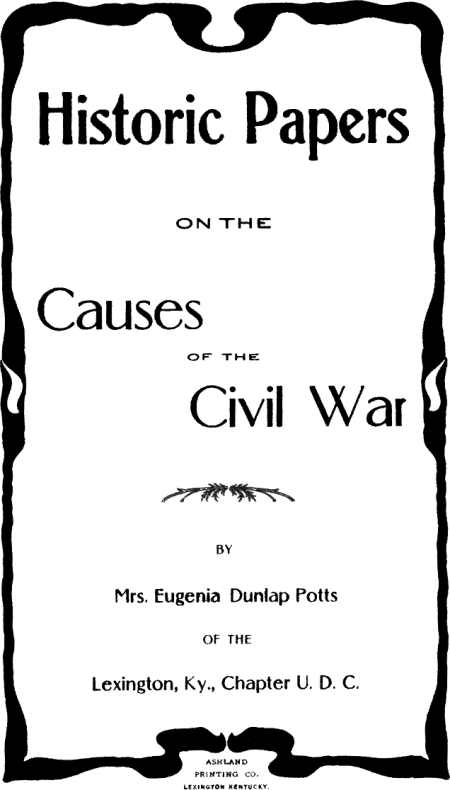 Historic Papers
ON THE
Causes
OF THE
Civil War
BY
Mrs. Eugenia Dunlap Potts
OF THE
Lexington, Ky., Chapter U. D. C.
ASHLAND
PRINTING CO.
LEXINGTON KENTUCKY.